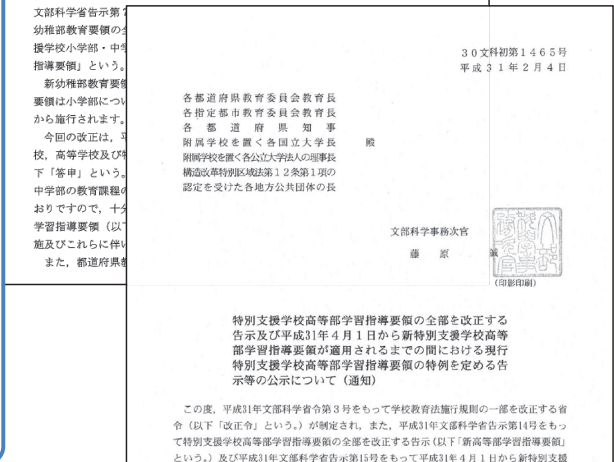 文部科学省告示第
幼稚部教育要領の全
援学校小学部・中学
指導要領」という。
新幼稚部教育要領
要領は小学部につい
から施行されます。
今回の改正は，平
校，高等学校及び特
下「答申」という。
中学部の教育課程の
おりですので，十分
学習指導要領（以下
施及びこれらに伴い
また，都道府県教
30文科初第1465号
平成31年2月4日
各都道府県教育委員会教育長
各指定都市教育委員会教育長
各都道府県知事
附属学校を置く各国立大学長　殿
附属学校を置く各公立大学法人の理事長
構造改革特別区域法第12条第1項の
認定を受けた各地方公共団体の長
文部科学事務次官
藤　原　　誠
（印影印刷）
特別支援学校高等部学習指導要領の全部を改正する
告示及び平成31年4月1日から新特別支援学校高等
部学習指導要領が適用されるまでの間における現行
特別支援学校高等部学習指導要領の特例を定める告
示等の公示について（通知）
この度，平成31年文部科学省令第3号をもって学校教育法施行規則の一部を改正する省
令（以下「改正令」という。）が制定され，また，平成31年文部科学省告示第14号をもっ
て特別支援学校高等部学習指導要領の全部を改正する告示（以下「新高等部学習指導要領」
という。）及び平成31年文部科学省告示第15号をもって平成31年4月1日から新特別支援